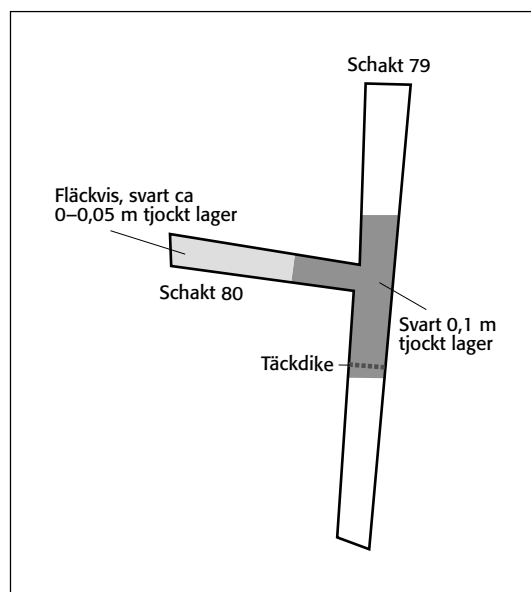 Schakt 79
Fläckvis, svart ca
0–0,05 m tjockt lager
Schakt 80
Svart 0,1 m
tjockt lager
Täckdike